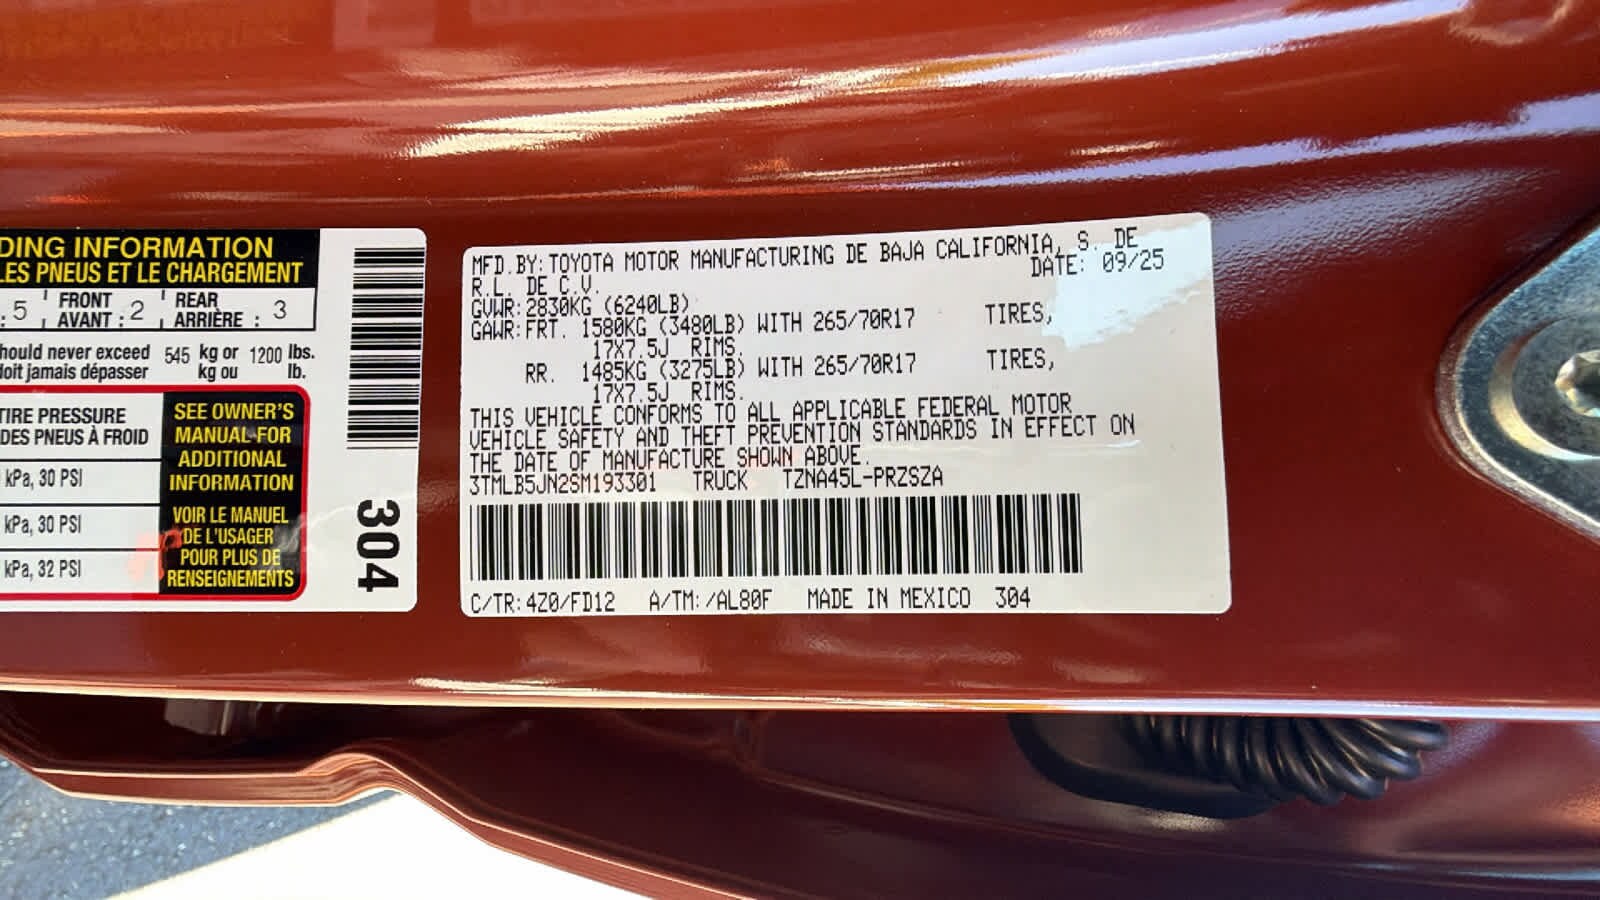 DING INFORMATION
LES PNEUS ET LE CHARGEMENT
: 5 FRONT AVANT : 2 REAR ARRIÈRE : 3
hould never exceed 545 kg or 1200 lbs.
doit jamais dépasser kg ou lb.
TIRE PRESSURE
DES PNEUS À FROID
kPa, 30 PSI
kPa, 30 PSI
kPa, 32 PSI
SEE OWNER'S
MANUAL FOR
ADDITIONAL
INFORMATION
VOIR LE MANUEL
DE L'USAGER
POUR PLUS DE
RENSEIGNEMENTS
304
MFD.BY:TOYOTA MOTOR MANUFACTURING DE BAJA CALIFORNIA, S. DE
R.L. DE C.V. DATE: 09/25
GVWR:2830KG (6240LB)
GAWR:FRT. 1580KG (3480LB) WITH 265/70R17 TIRES,
17X7.5J RIMS.
RR. 1485KG (3275LB) WITH 265/70R17 TIRES,
17X7.5J RIMS.
THIS VEHICLE CONFORMS TO ALL APPLICABLE FEDERAL MOTOR
VEHICLE SAFETY AND THEFT PREVENTION STANDARDS IN EFFECT ON
THE DATE OF MANUFACTURE SHOWN ABOVE.
3TMLB5JN2SM193301 TRUCK TZNA45L-PRZSZA
C/TR:4Z0/FD12 A/TM:/AL80F MADE IN MEXICO 304